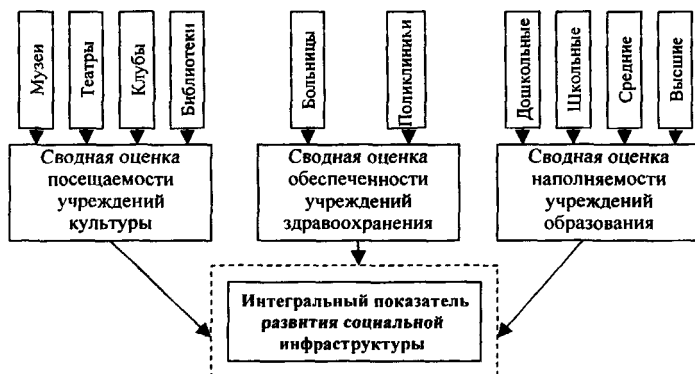 Музеи
Театры
Клубы
Библиотеки
Больницы
Поликлиники
Дошкольные
Школьные
Средние
Высшие
Сводная оценка
посещаемости
учреждений
культуры
Сводная оценка
обеспеченности
учреждений
здравоохранения
Сводная оценка
наполняемости
учреждений
образования
Интегральный показатель
развития социальной
инфраструктуры